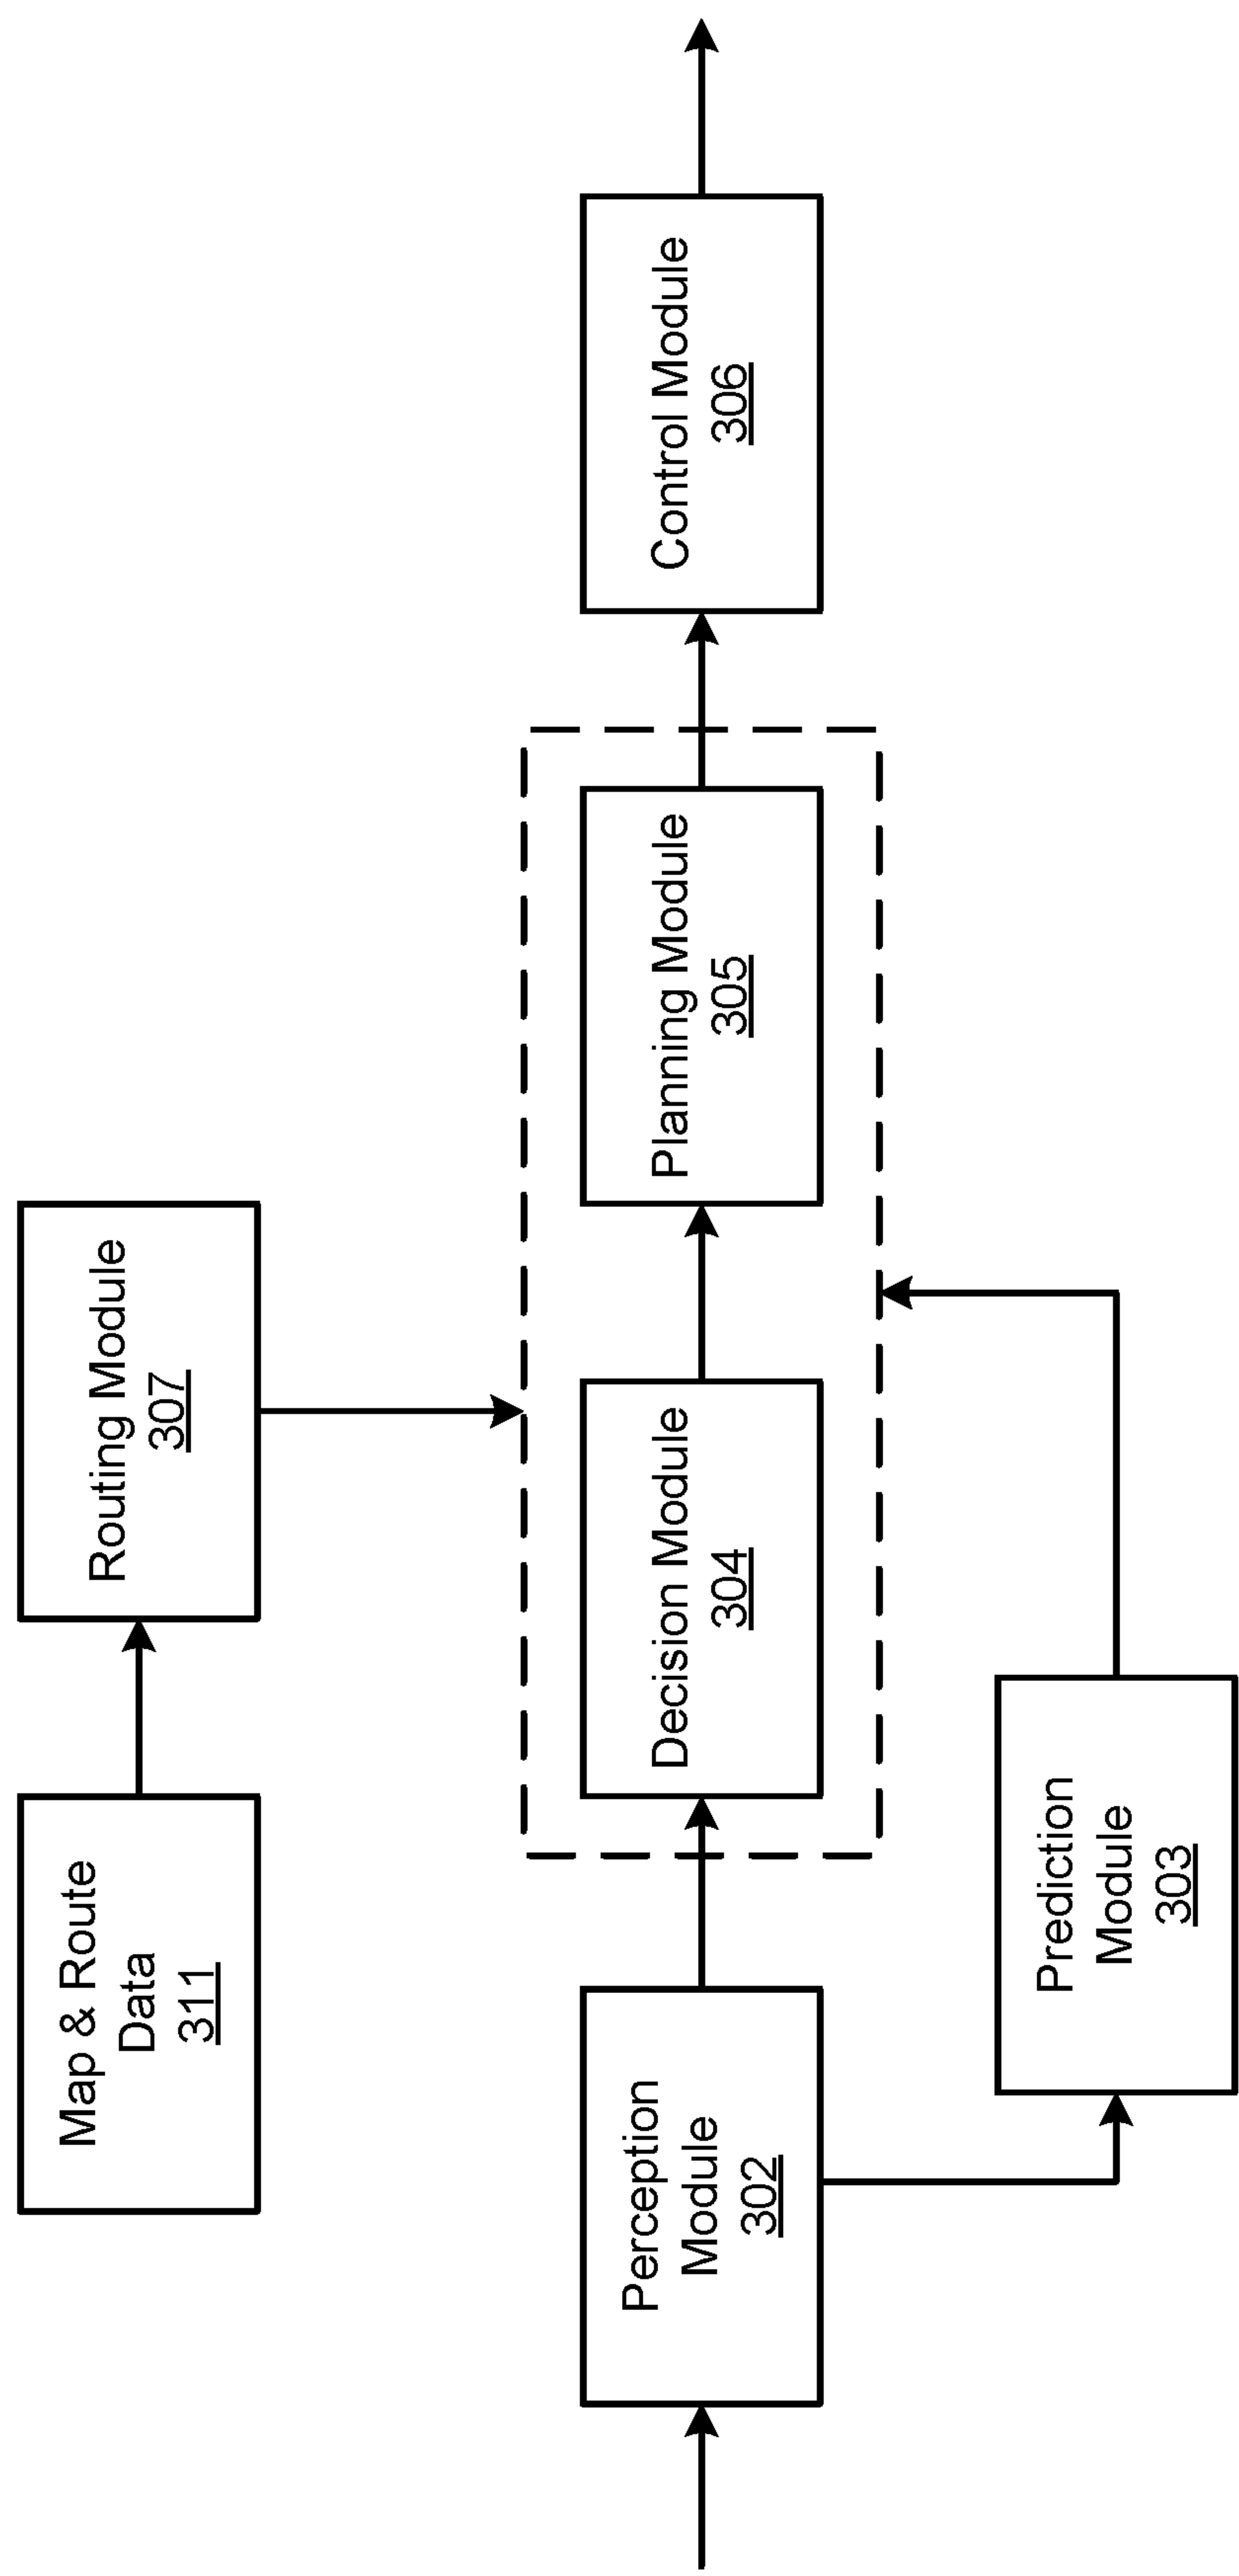 Map & Route
Data
311
Routing Module
307
Perception
Module
302
Decision Module
304
Planning Module
305
Control Module
306
Prediction
Module
303